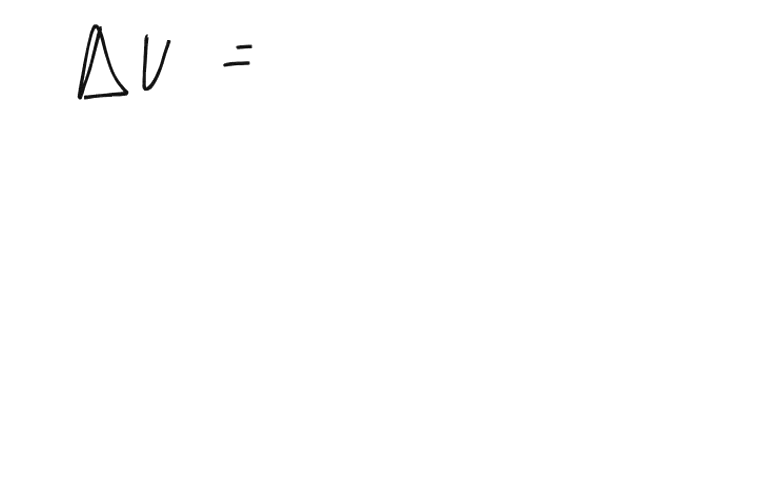 ΔV =